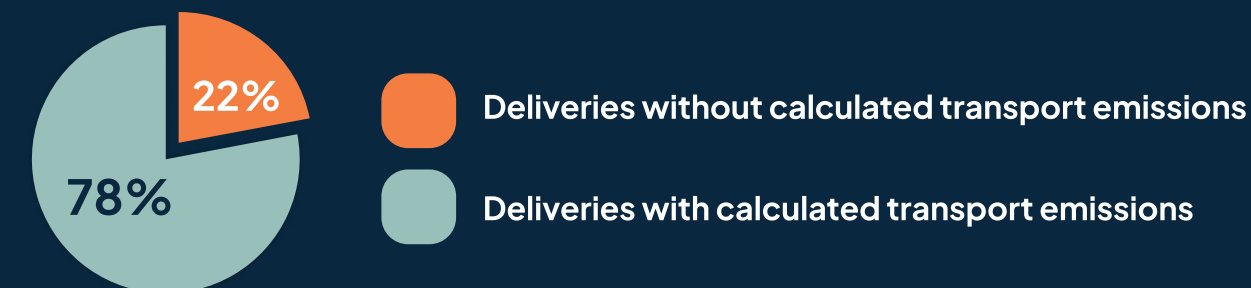 22%
78%
Deliveries without calculated transport emissions
Deliveries with calculated transport emissions